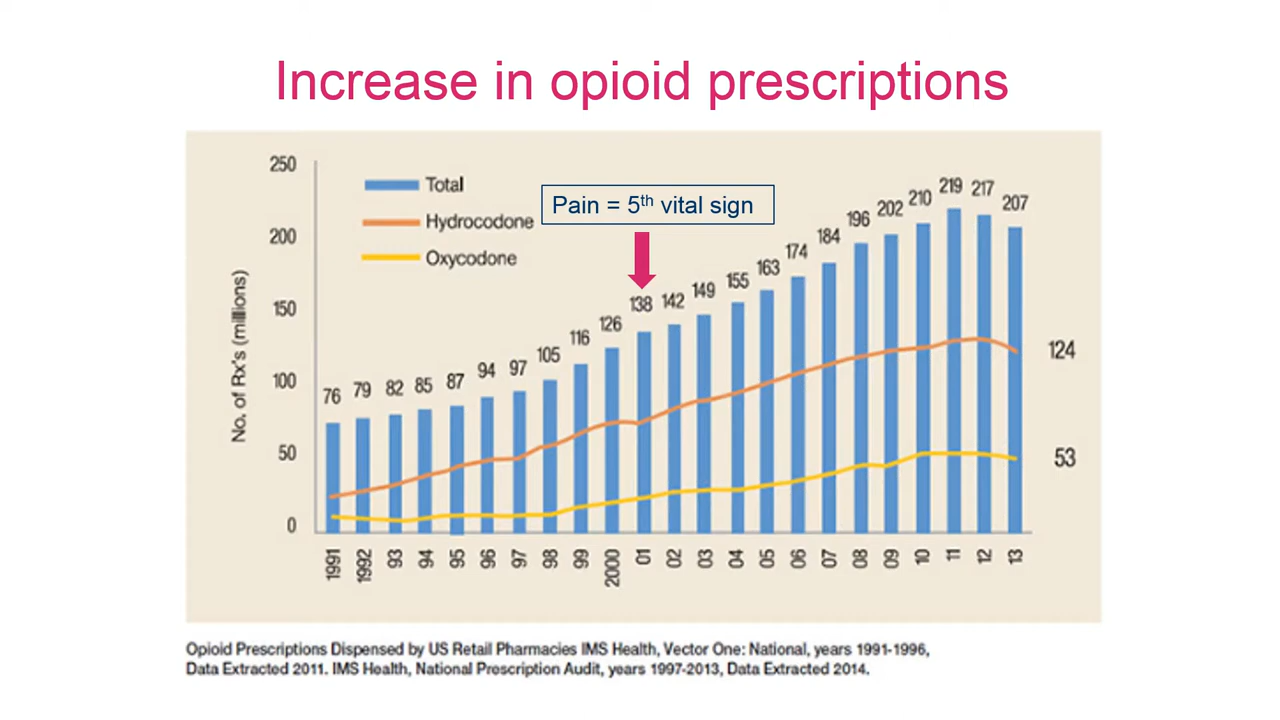 Increase in opioid prescriptions
250
200
150
100
50
0
No. of Rx's (millions)
Total
Hydrocodone
Oxycodone
Pain = 5th vital sign
76 79 82 85 87 94 97 105 116 126 138 142 149 155 163 174 184 196 202 210 219 217 207
124
53
1991 1992 93 94 95 96 97 98 99 2000 01 02 03 04 05 06 07 08 09 10 11 12 13
Opioid Prescriptions Dispensed by US Retail Pharmacies IMS Health, Vector One: National, years 1991-1996,
Data Extracted 2011. IMS Health, National Prescription Audit, years 1997-2013, Data Extracted 2014.